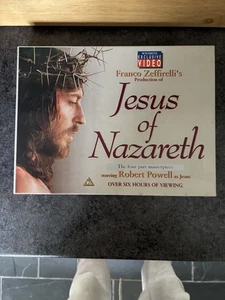 EXCLUSIVE
VIDEO
Franco Zeffirelli's
Production of
Jesus
of
Nazareth
The four part masterpiece
starring Robert Powell as Jesus
OVER SIX HOURS OF VIEWING